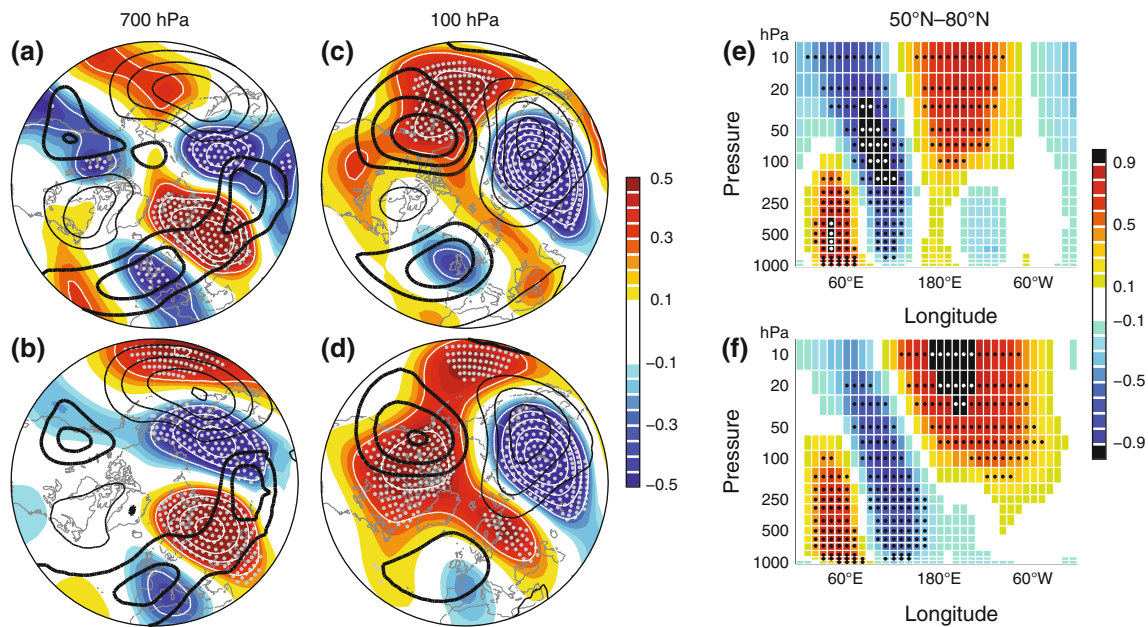 700 hPa
100 hPa
50°N–80°N
(a)
(c)
(e)
hPa
10
20
50
100
250
500
1000
Pressure
60°E
180°E
60°W
Longitude
0.5
0.3
0.1
−0.1
−0.3
−0.5
0.9
0.5
0.1
−0.1
−0.5
−0.9
(b)
(d)
(f)
hPa
10
20
50
100
250
500
1000
Pressure
60°E
180°E
60°W
Longitude